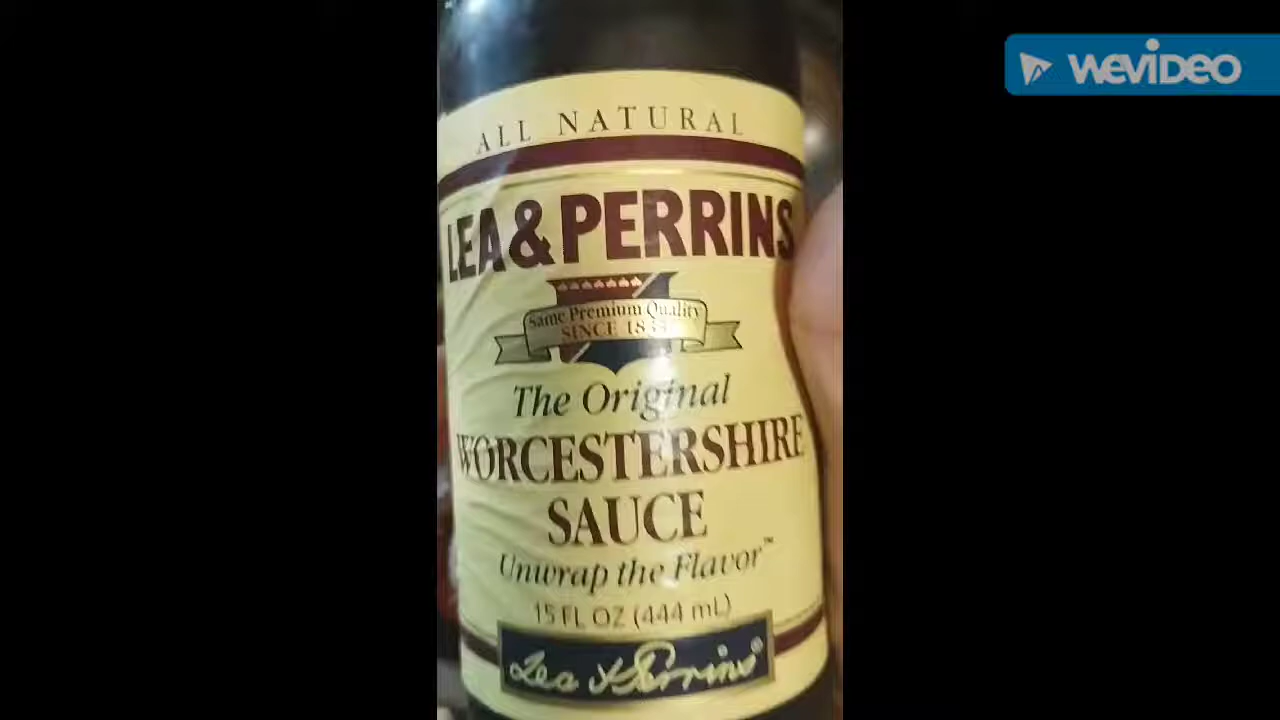 WEVIDEO
ALL NATURAL
LEA & PERRINS
Same Premium Quality
SINCE
The Original
WORCESTERSHIRE
SAUCE
Unwrap the Flavor™
15 FL OZ (444 mL)
Lea & Perrins